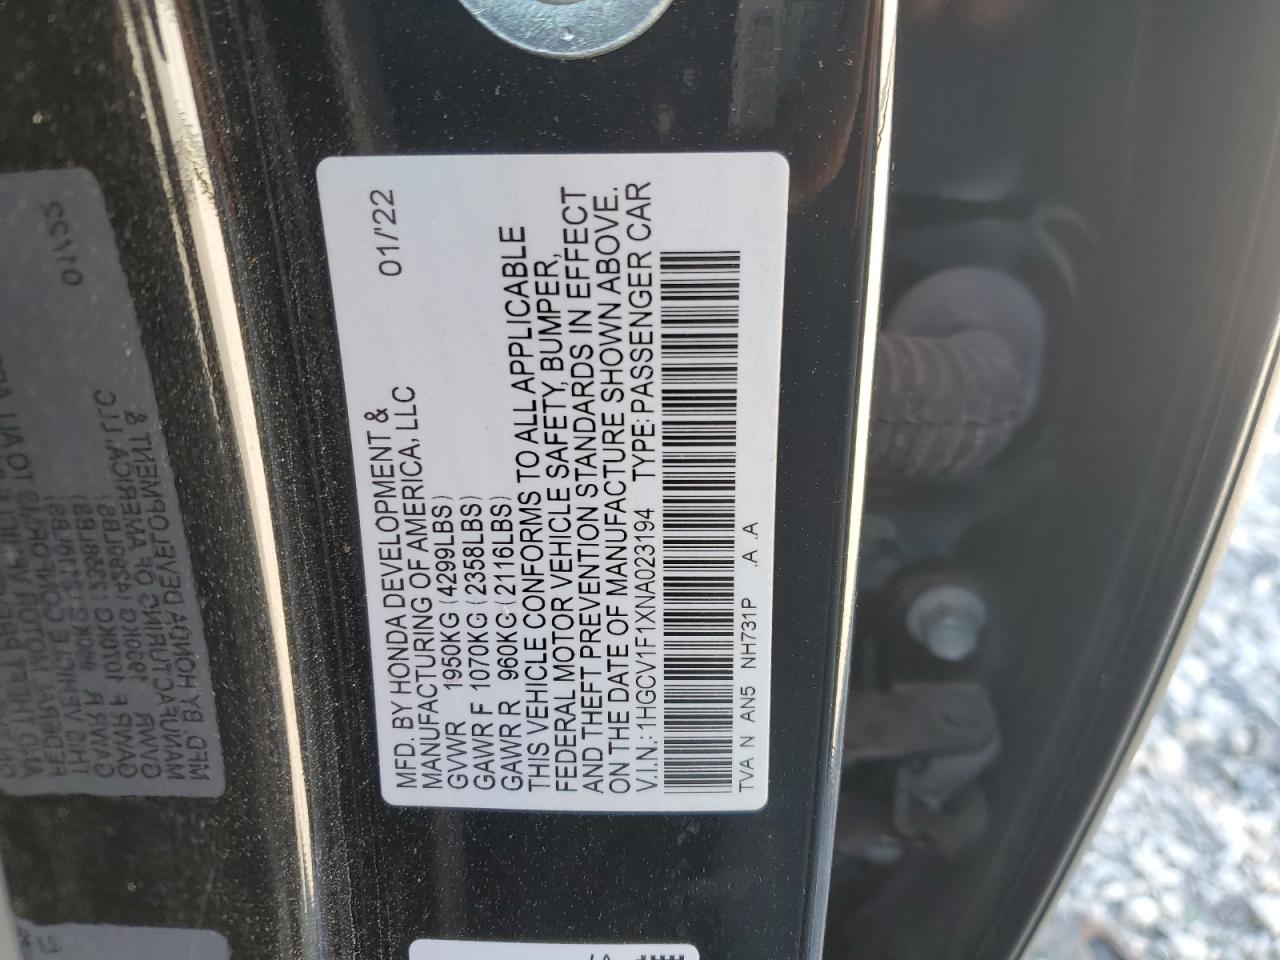 MFD. BY HONDA DEVELOPMENT &
MANUFACTURING OF AMERICA, LLC 01/'22
GVWR 1950KG (4299LBS)
GAWR F 1070KG (2358LBS)
GAWR R 960KG (2116LBS)
THIS VEHICLE CONFORMS TO ALL APPLICABLE
FEDERAL MOTOR VEHICLE SAFETY, BUMPER,
AND THEFT PREVENTION STANDARDS IN EFFECT
ON THE DATE OF MANUFACTURE SHOWN ABOVE.
V.I.N.: 1HGCV1F1XNA023194 TYPE: PASSENGER CAR
TVA N AN5 NH731P .A .A